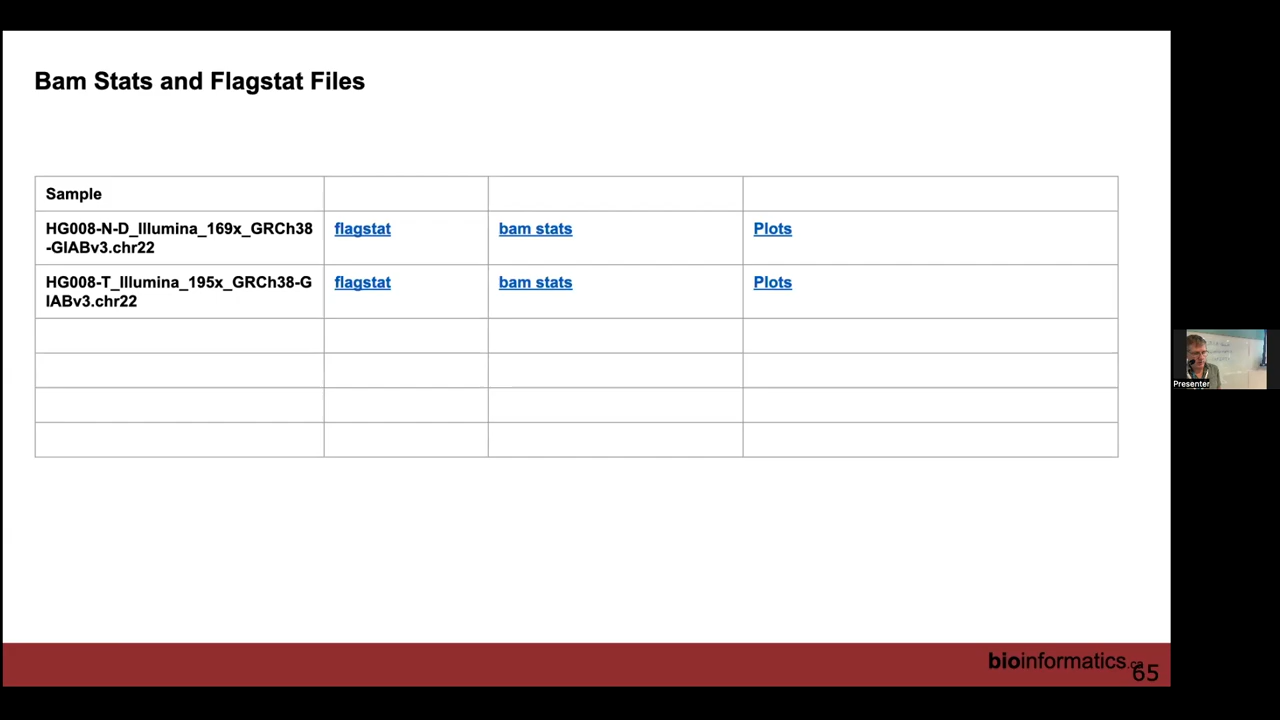 Bam Stats and Flagstat Files
Sample
HG008-N-D_Illumina_169x_GRCh38
-GIABv3.chr22
flagstat
bam stats
Plots
HG008-T_Illumina_195x_GRCh38-G
IABv3.chr22
flagstat
bam stats
Plots
Presenter
bioinformatics.ca
65